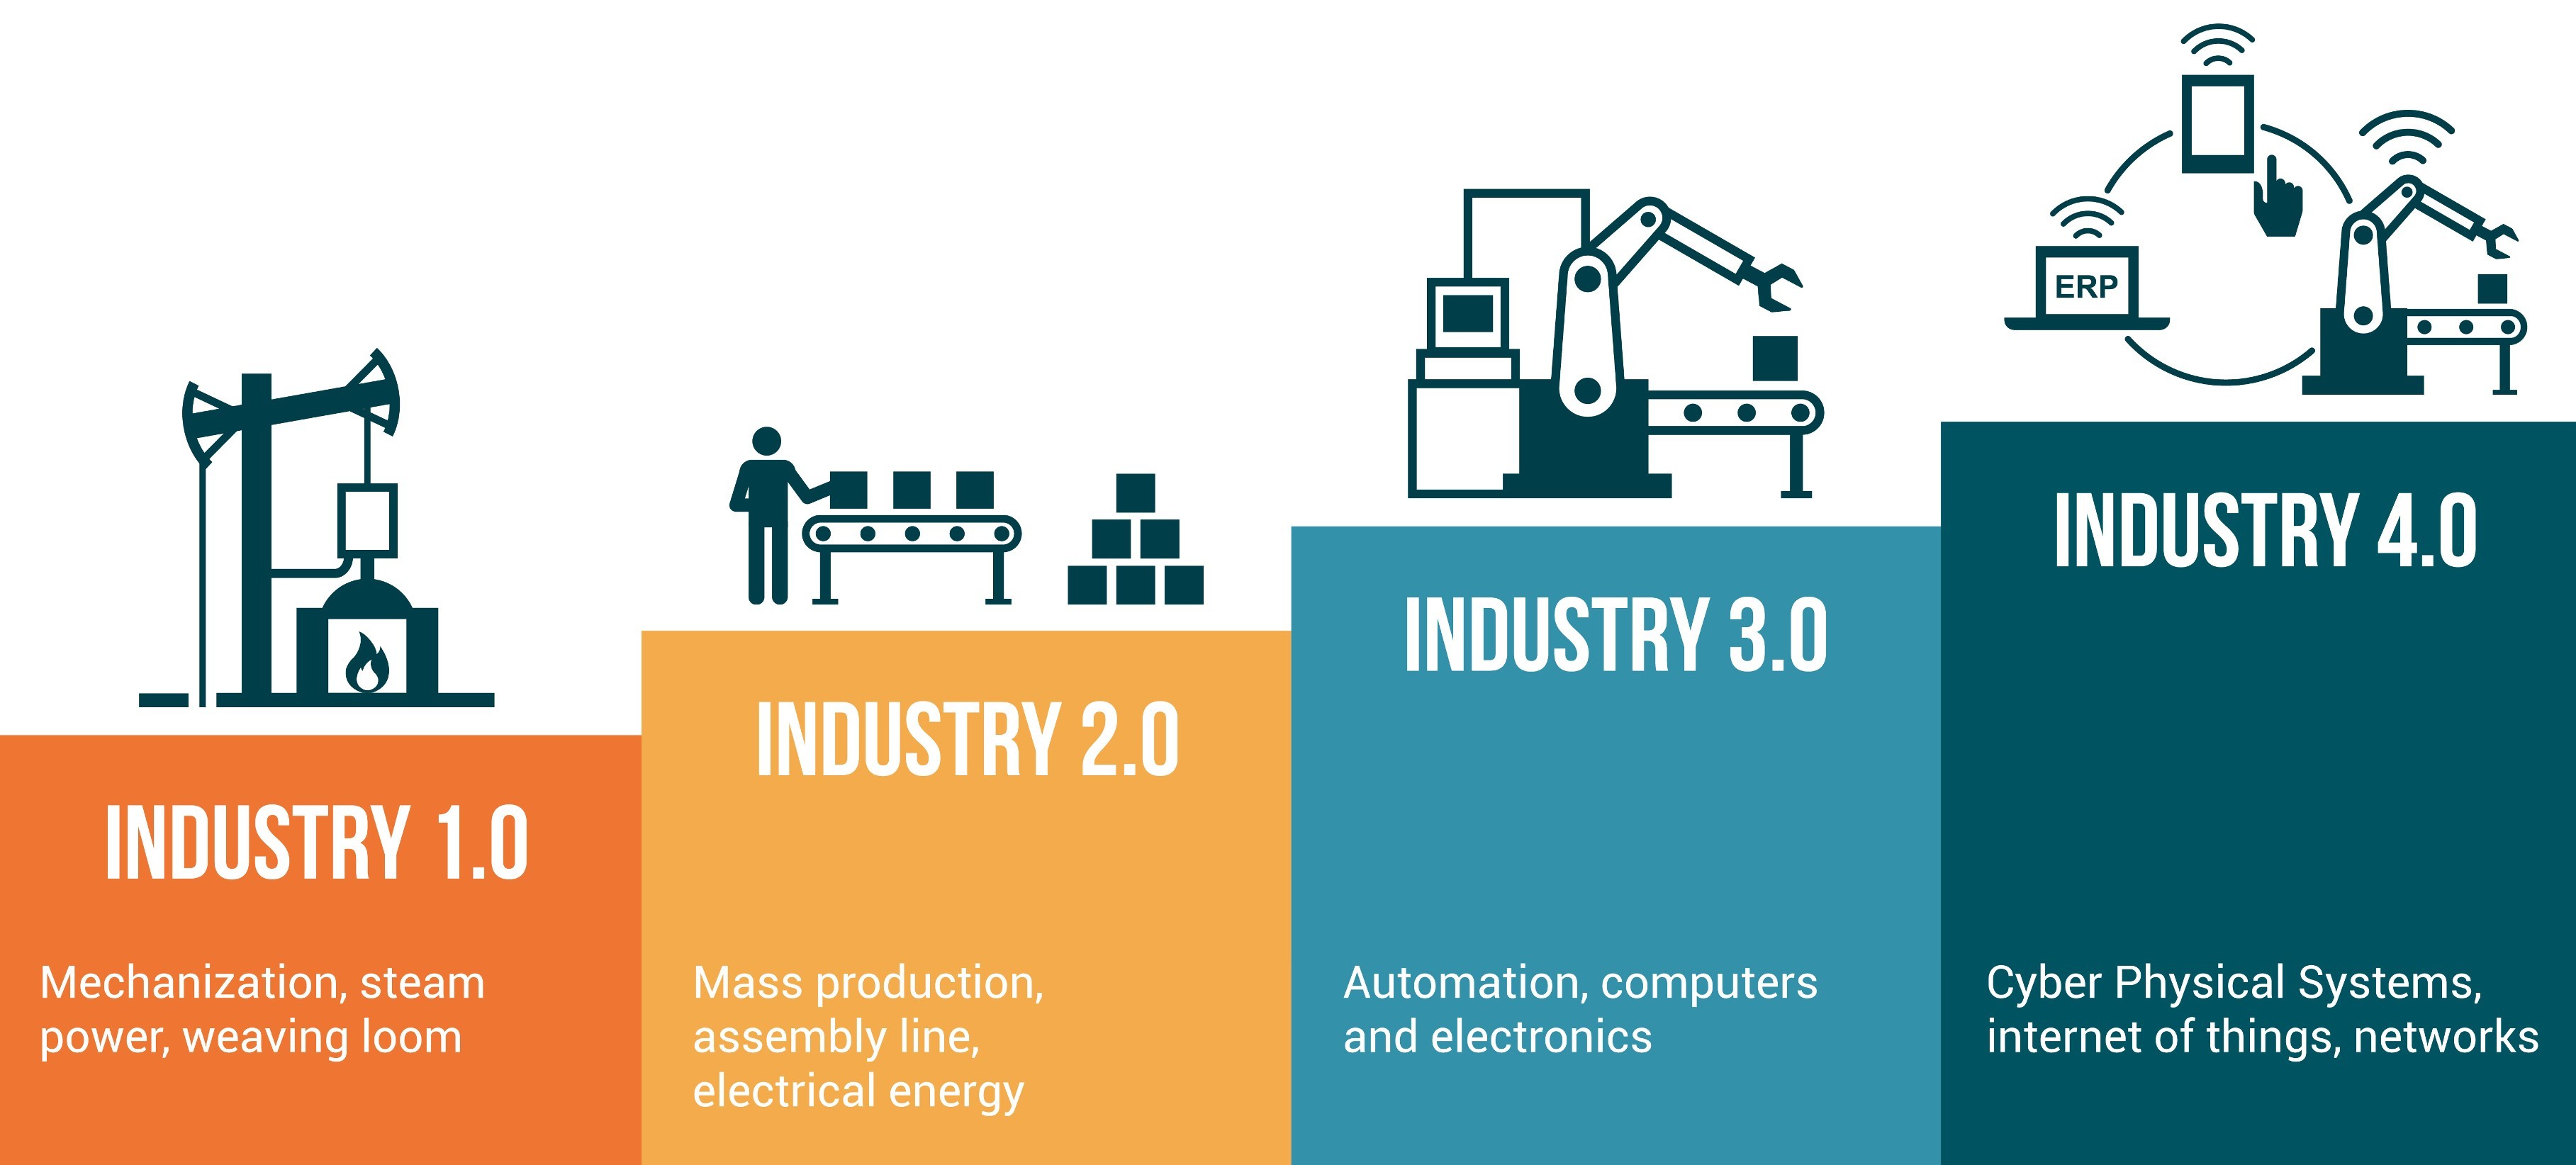 ERP
INDUSTRY 1.0
Mechanization, steam
power, weaving loom
INDUSTRY 2.0
Mass production,
assembly line,
electrical energy
INDUSTRY 3.0
Automation, computers
and electronics
INDUSTRY 4.0
Cyber Physical Systems,
internet of things, networks